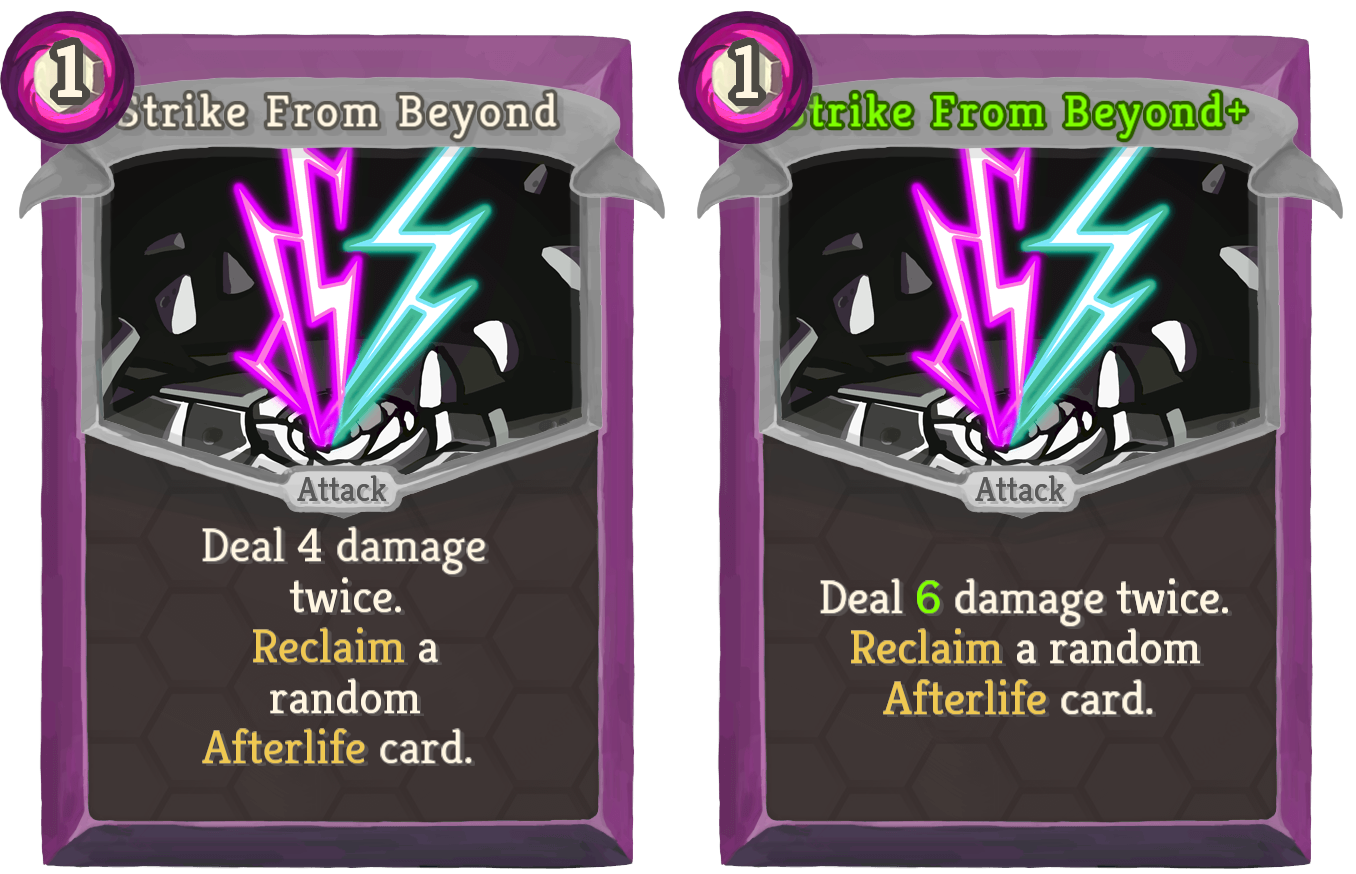 1
Strike From Beyond
Attack
Deal 4 damage
twice.
Reclaim a
random
Afterlife card.
1
Strike From Beyond+
Attack
Deal 6 damage twice.
Reclaim a random
Afterlife card.